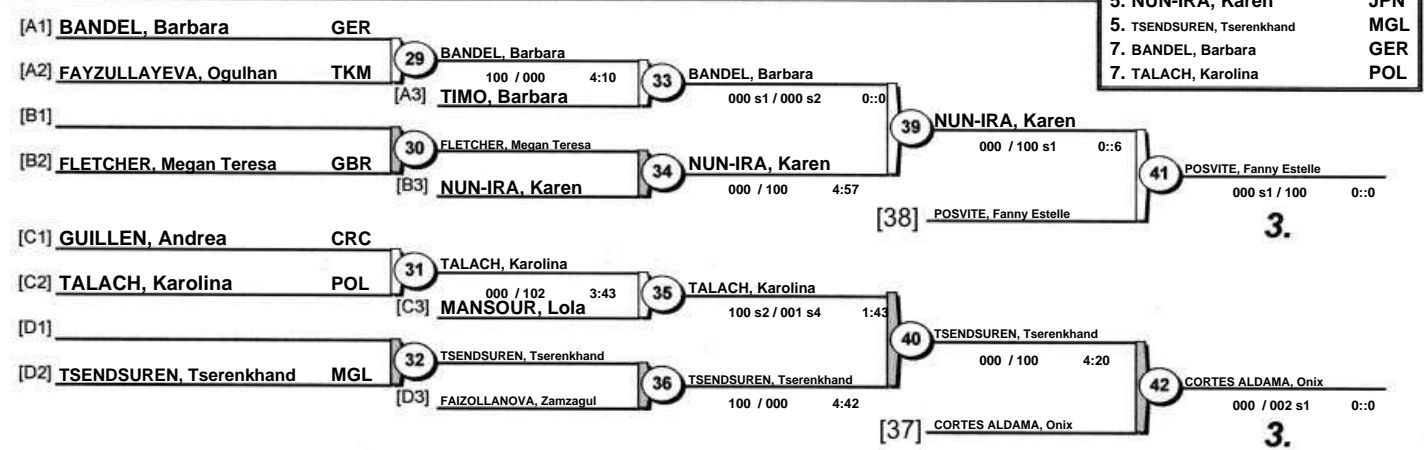 5. NUN-IRA, Karen JPN
5. TSENDSUREN, Tserenkhand MGL
7. BANDEL, Barbara GER
7. TALACH, Karolina POL
[A1] BANDEL, Barbara GER
29
BANDEL, Barbara
[A2] FAYZULLAYEVA, Ogulhan TKM
100 / 000 4:10
33
BANDEL, Barbara
[A3] TIMO, Barbara
000 s1 / 000 s2 0::0
[B1]
39
NUN-IRA, Karen
30
FLETCHER, Megan Teresa
000 / 100 s1 0::6
[B2] FLETCHER, Megan Teresa GBR
34
NUN-IRA, Karen
41
POSVITE, Fanny Estelle
[B3] NUN-IRA, Karen
000 / 100 4:57
000 s1 / 100 0::0
[38] POSVITE, Fanny Estelle
3.
[C1] GUILLEN, Andrea CRC
31
TALACH, Karolina
[C2] TALACH, Karolina POL
000 / 102 3:43
35
TALACH, Karolina
[C3] MANSOUR, Lola
100 s2 / 001 s4 1:43
[D1]
40
TSENDSUREN, Tserenkhand
32
TSENDSUREN, Tserenkhand
000 / 100 4:20
[D2] TSENDSUREN, Tserenkhand MGL
36
TSENDSUREN, Tserenkhand
42
CORTES ALDAMA, Onix
[D3] FAIZOLLANOVA, Zamzagul
100 / 000 4:42
000 / 002 s1 0::0
[37] CORTES ALDAMA, Onix
3.